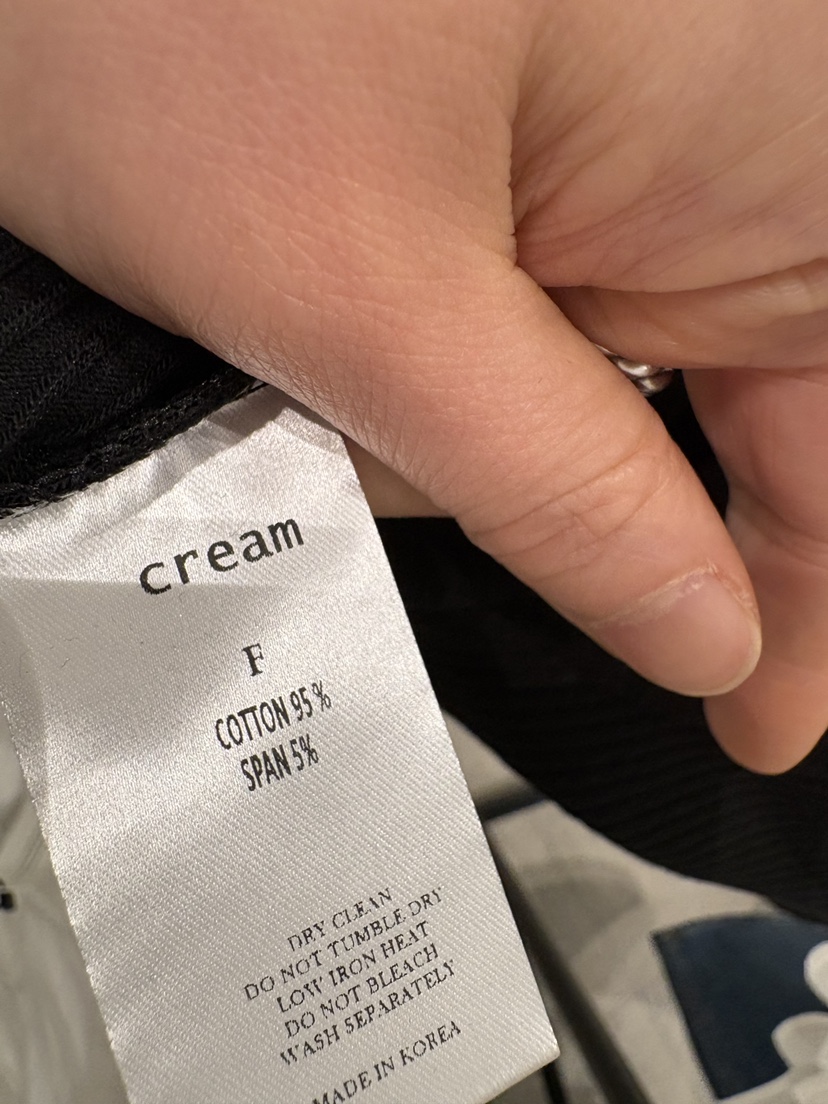 cream
F
COTTON 95%
SPAN 5%
DRY CLEAN
DO NOT TUMBLE DRY
LOW IRON HEAT
DO NOT BLEACH
WASH SEPARATELY
MADE IN KOREA